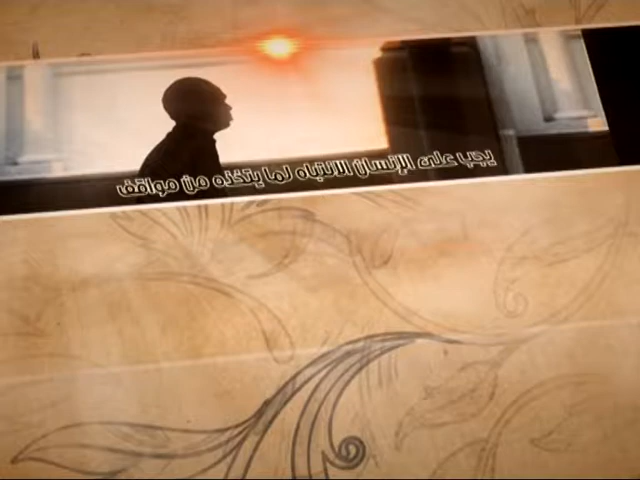 يجب على الإنسان الانتباه لما يتخذه من مواقف